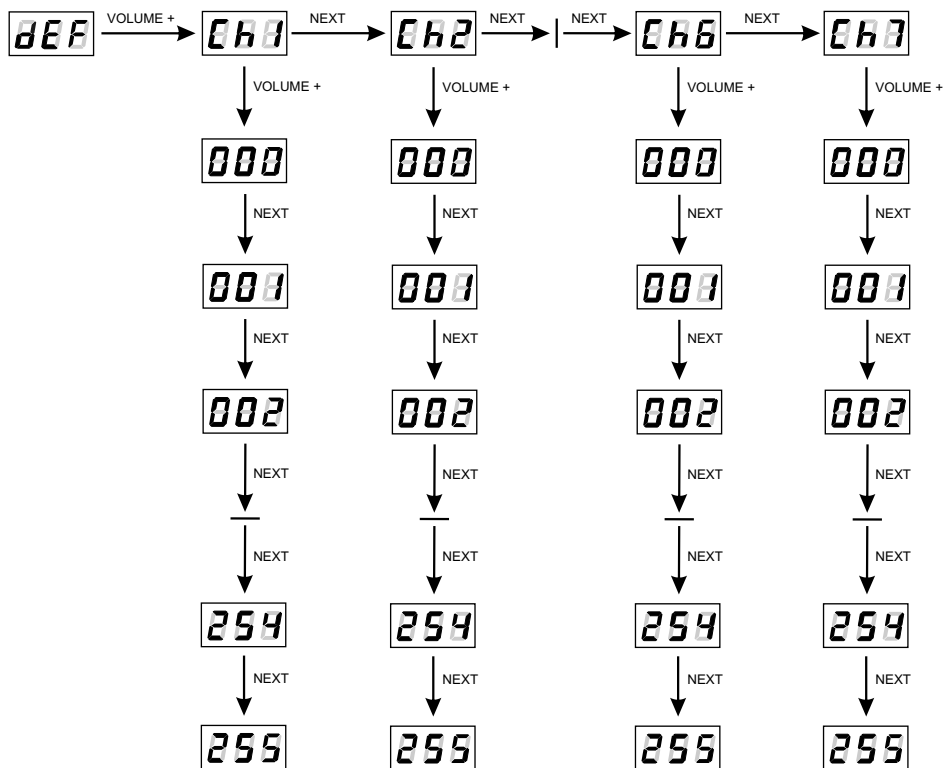 dEF VOLUME + Ch1 NEXT Ch2 NEXT NEXT Ch6 NEXT Ch7
VOLUME + VOLUME + VOLUME + VOLUME +
000 000 000 000
NEXT NEXT NEXT NEXT
001 001 001 001
NEXT NEXT NEXT NEXT
002 002 002 002
NEXT NEXT NEXT NEXT
NEXT NEXT NEXT NEXT
254 254 254 254
NEXT NEXT NEXT NEXT
255 255 255 255